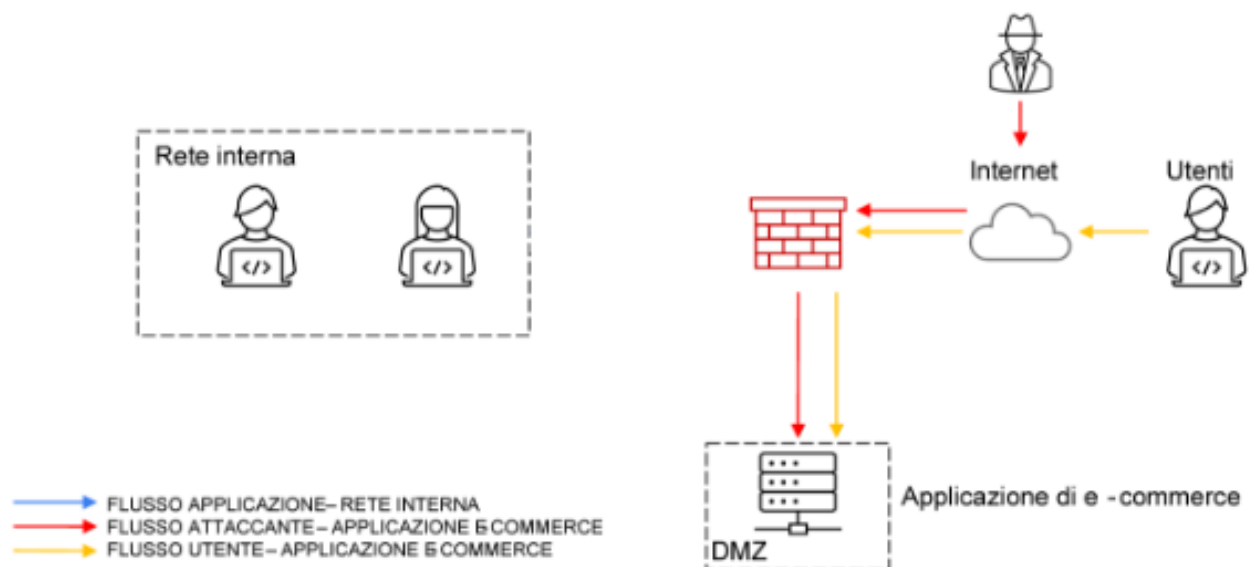 Rete interna
Internet
Utenti
FLUSSO APPLICAZIONE– RETE INTERNA
FLUSSO ATTACCANTE – APPLICAZIONE E COMMERCE
FLUSSO UTENTE – APPLICAZIONE E COMMERCE
Applicazione di e -commerce
DMZ